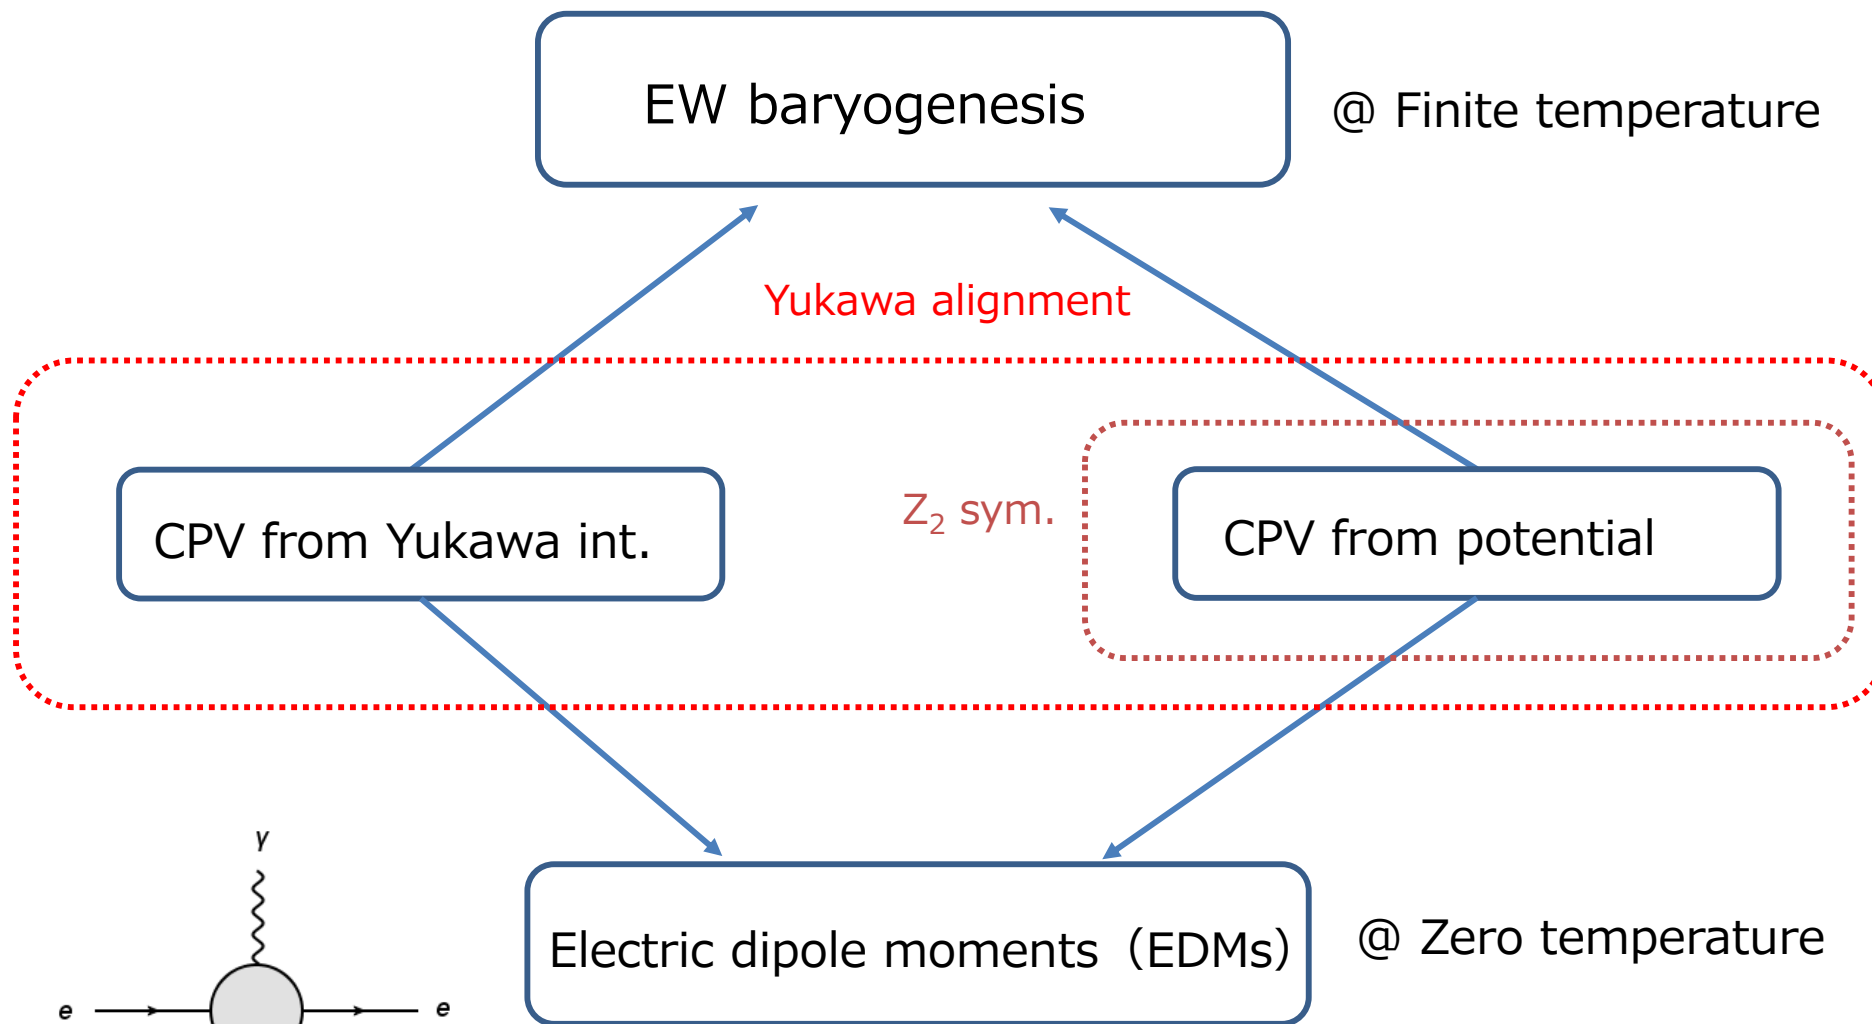 EW baryogenesis
@ Finite temperature
Yukawa alignment
CPV from Yukawa int.
Z₂ sym.
CPV from potential
γ
Electric dipole moments（EDMs）
@ Zero temperature
e
e